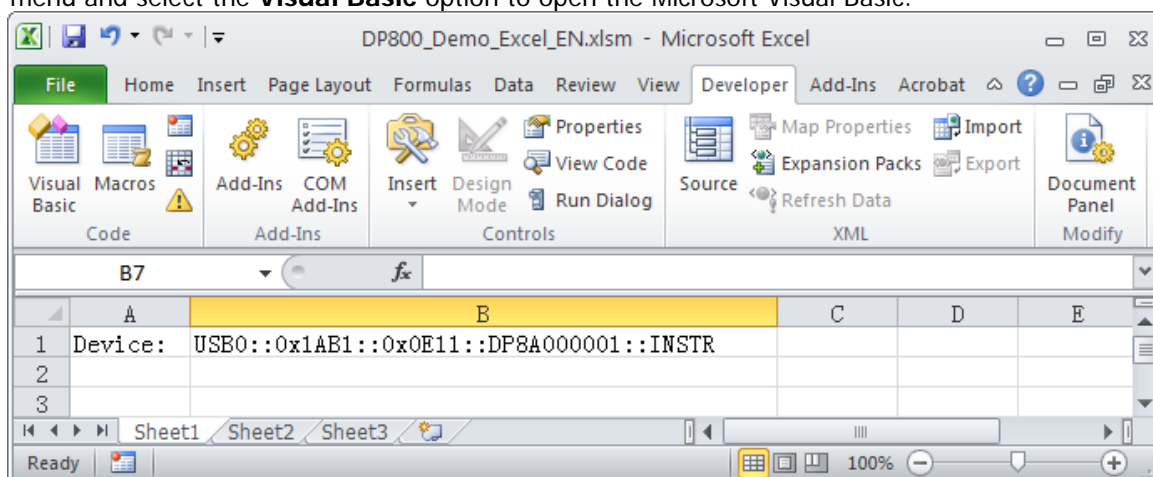 menu and select the Visual Basic option to open the Microsoft Visual Basic.
DP800_Demo_Excel_EN.xlsm - Microsoft Excel
File Home Insert Page Layout Formulas Data Review View Developer Add-Ins Acrobat
Visual Basic Macros Add-Ins COM Add-Ins Insert Design Mode Properties View Code Run Dialog Source Map Properties Expansion Packs Refresh Data Import Export Document Panel
Code Add-Ins Controls XML Modify
B7 fx
A B C D E
1 Device: USB0::0x1AB1::0x0E11::DP8A000001::INSTR
2
3
Sheet1 Sheet2 Sheet3
Ready 100%